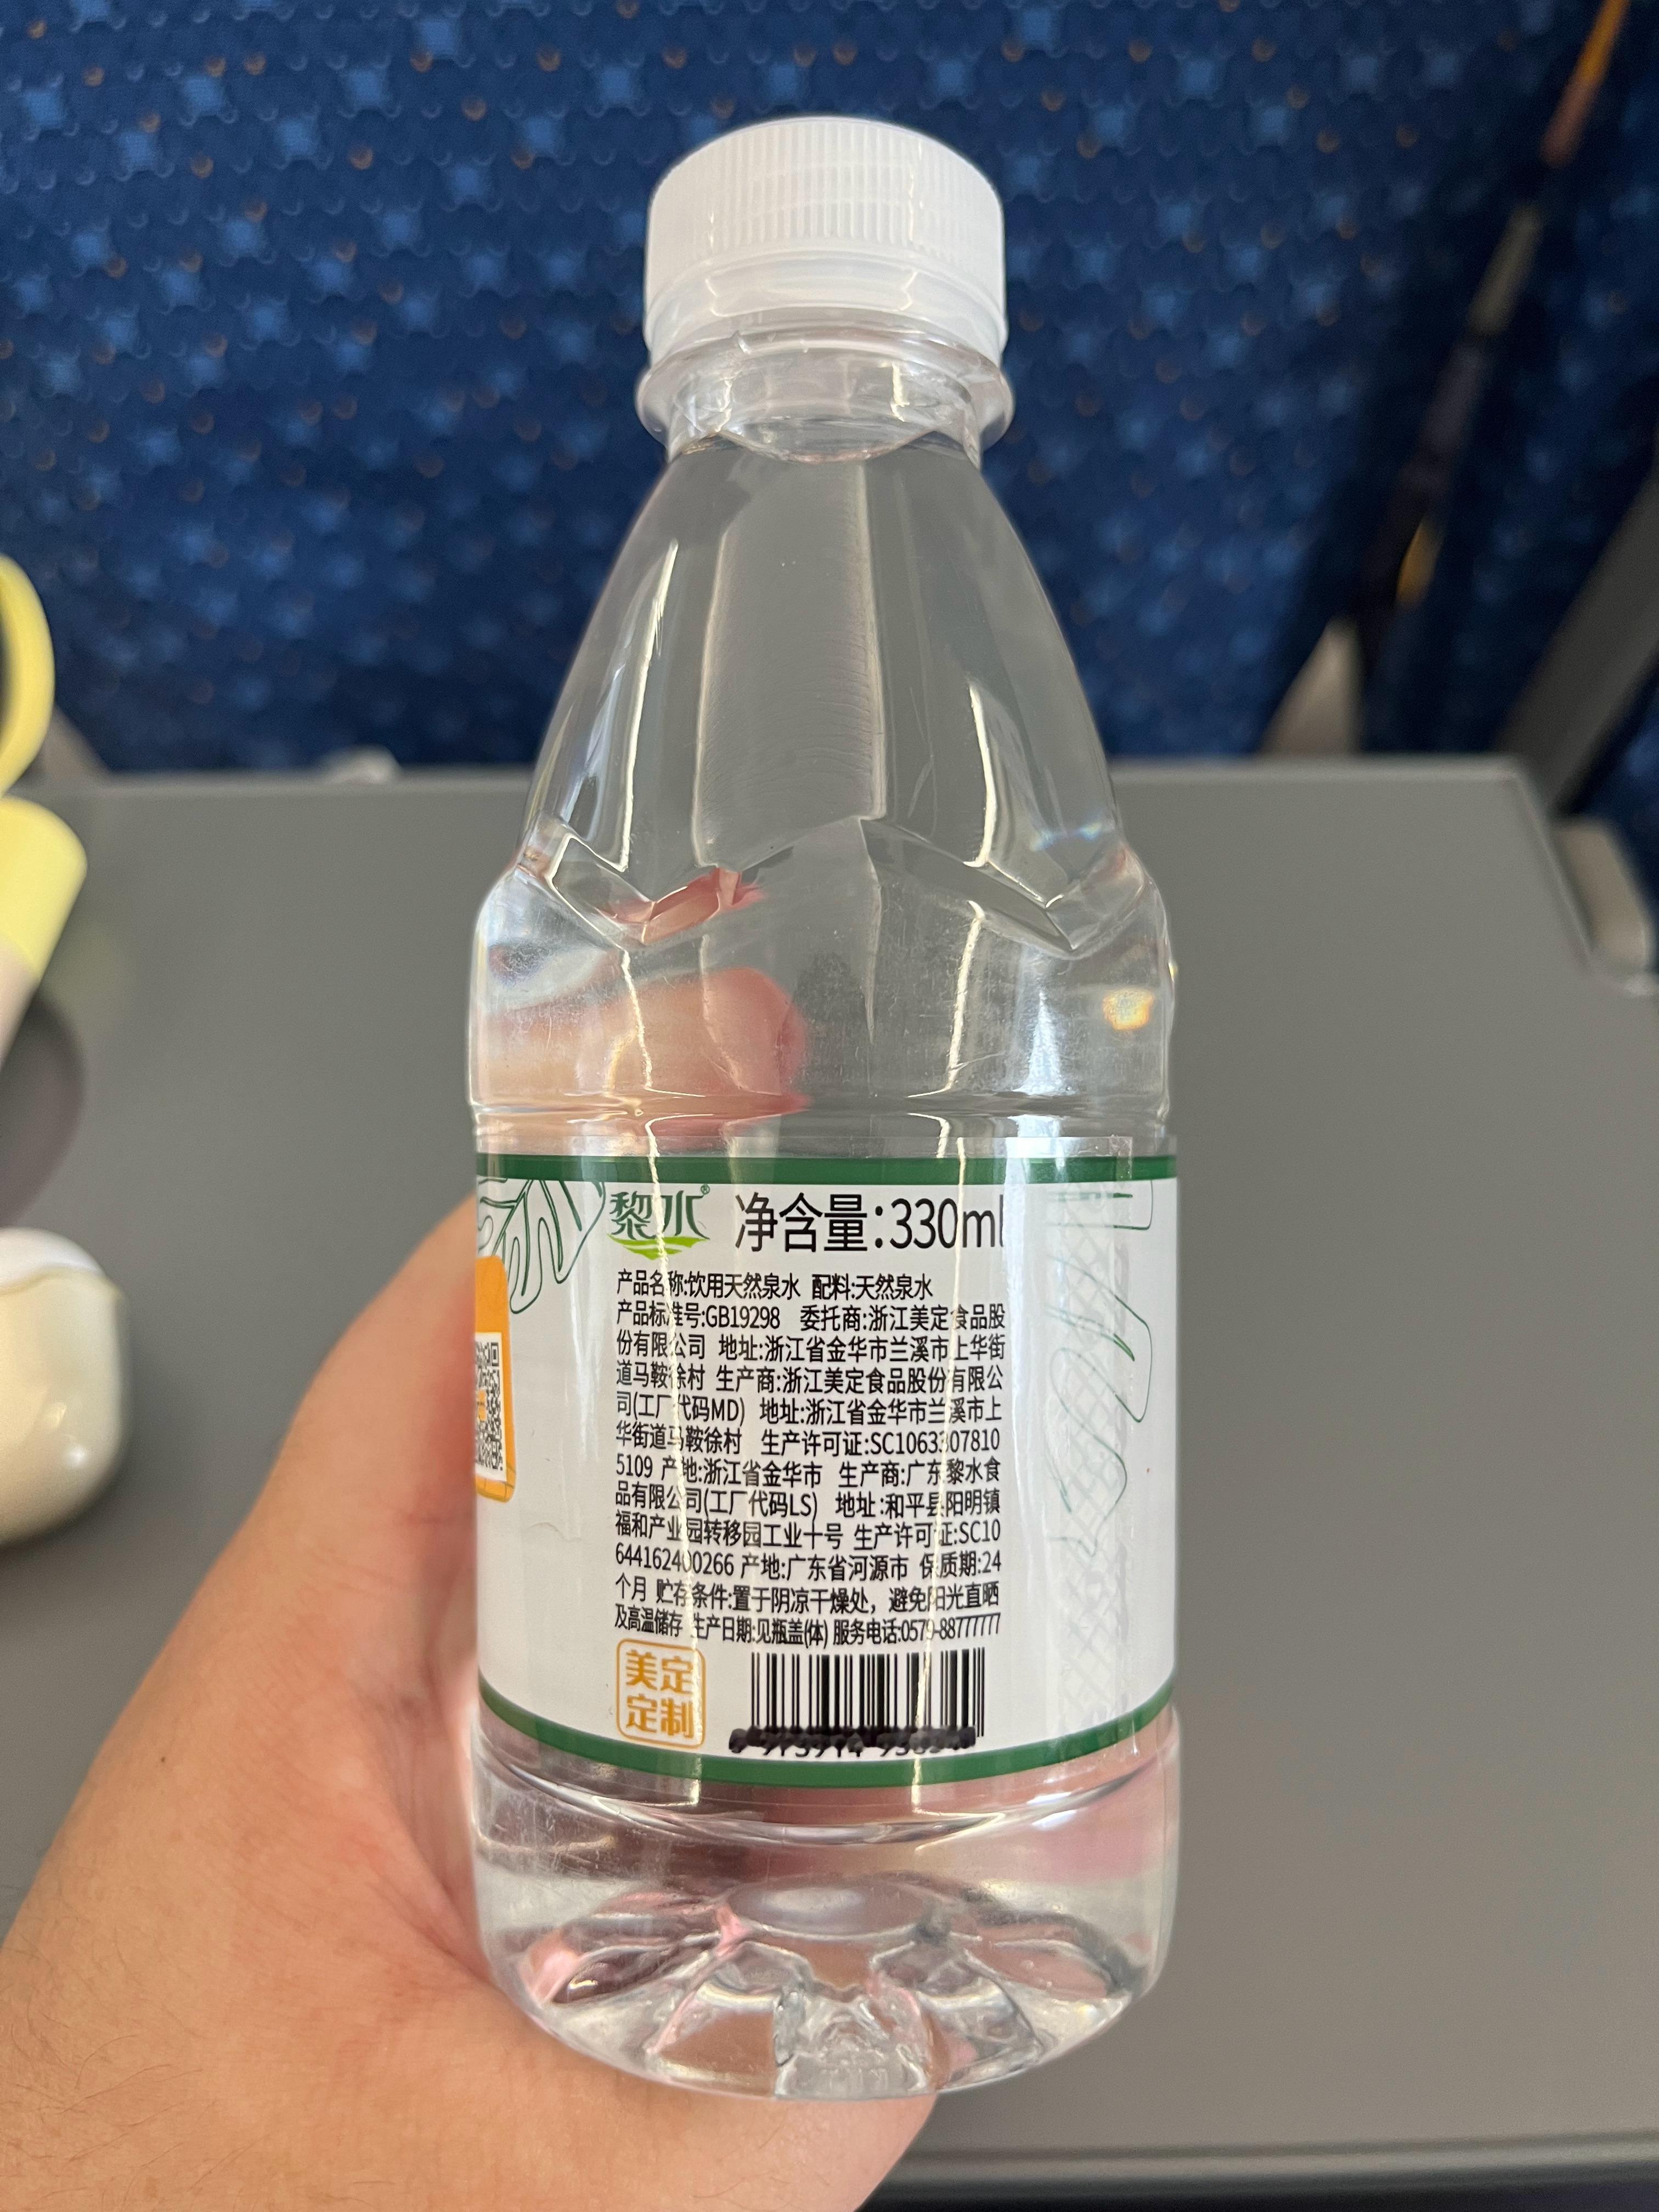 黎水® 净含量:330ml
产品名称:饮用天然泉水 配料:天然泉水
产品标准号:GB19298 委托商:浙江美定食品股
份有限公司 地址:浙江省金华市兰溪市上华街
道马鞍徐村 生产商:浙江美定食品股份有限公
司(工厂代码MD) 地址:浙江省金华市兰溪市上
华街道马鞍徐村 生产许可证:SC1063307810
5109 产地:浙江省金华市 生产商:广东黎水食
品有限公司(工厂代码LS) 地址:和平县阳明镇
福和产业园转移园工业十号 生产许可证:SC10
644162400266 产地:广东省河源市 保质期:24
个月 贮存条件:置于阴凉干燥处，避免阳光直晒
及高温储存 生产日期:见瓶盖(体) 服务电话:0579-88777777
美定
定制